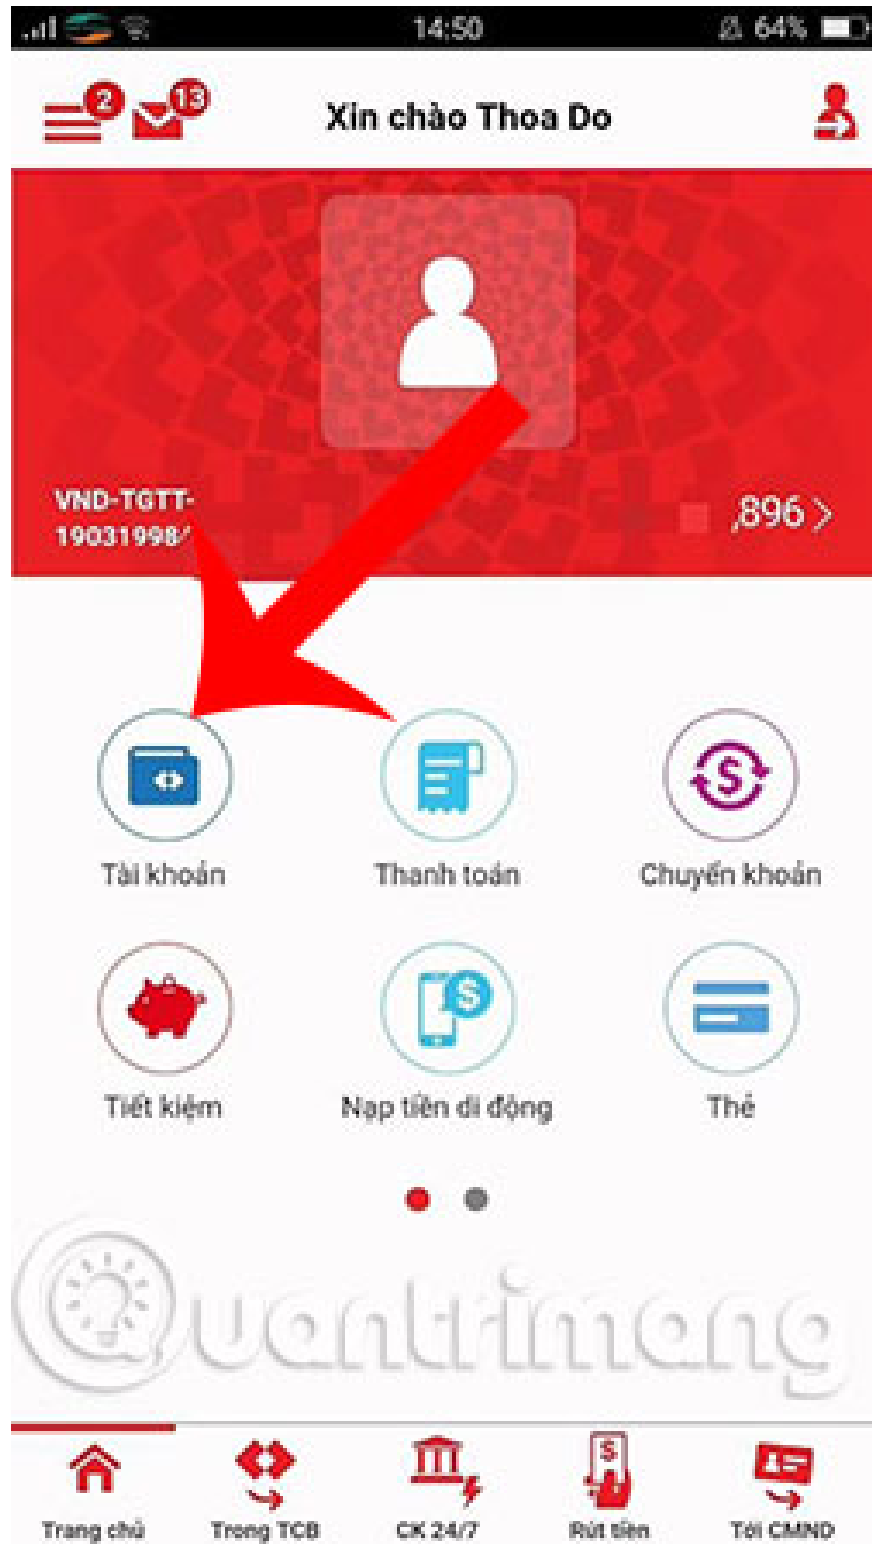 14:50
64%
2
13
Xin chào Thoa Do
VND-TGTT-
19031998
,896
Tài khoản
Thanh toán
Chuyển khoản
Tiết kiệm
Nạp tiền di động
Thẻ
Quantrimang
Trang chủ
Trong TCB
CK 24/7
Rút tiền
Tới CMND